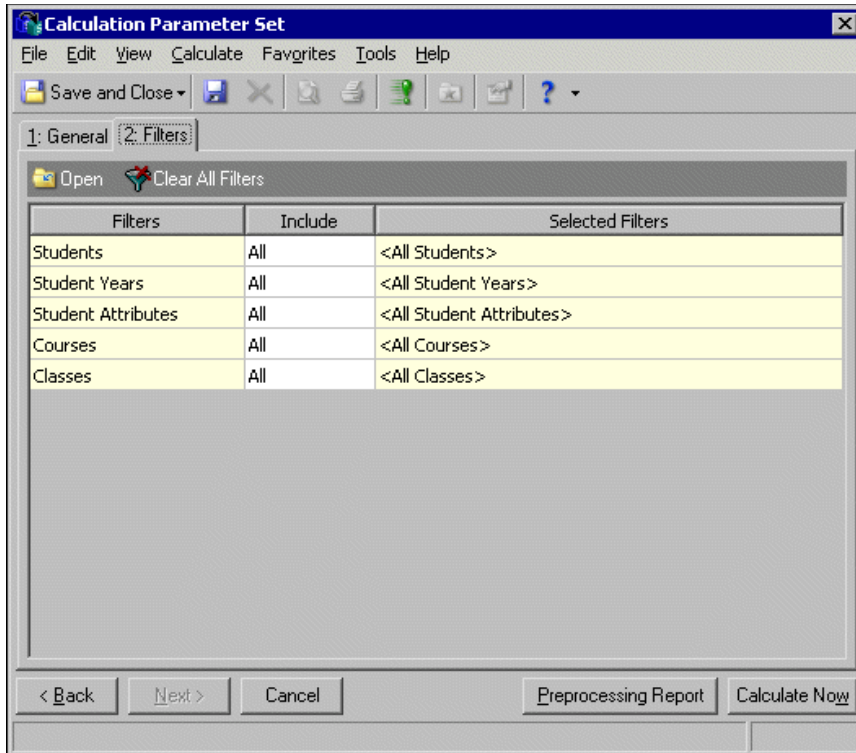 Calculation Parameter Set
File Edit View Calculate Favorites Tools Help
Save and Close ?
1: General 2: Filters
Open Clear All Filters
Filters Include Selected Filters
Students All <All Students>
Student Years All <All Student Years>
Student Attributes All <All Student Attributes>
Courses All <All Courses>
Classes All <All Classes>
< Back Next > Cancel Preprocessing Report Calculate Now